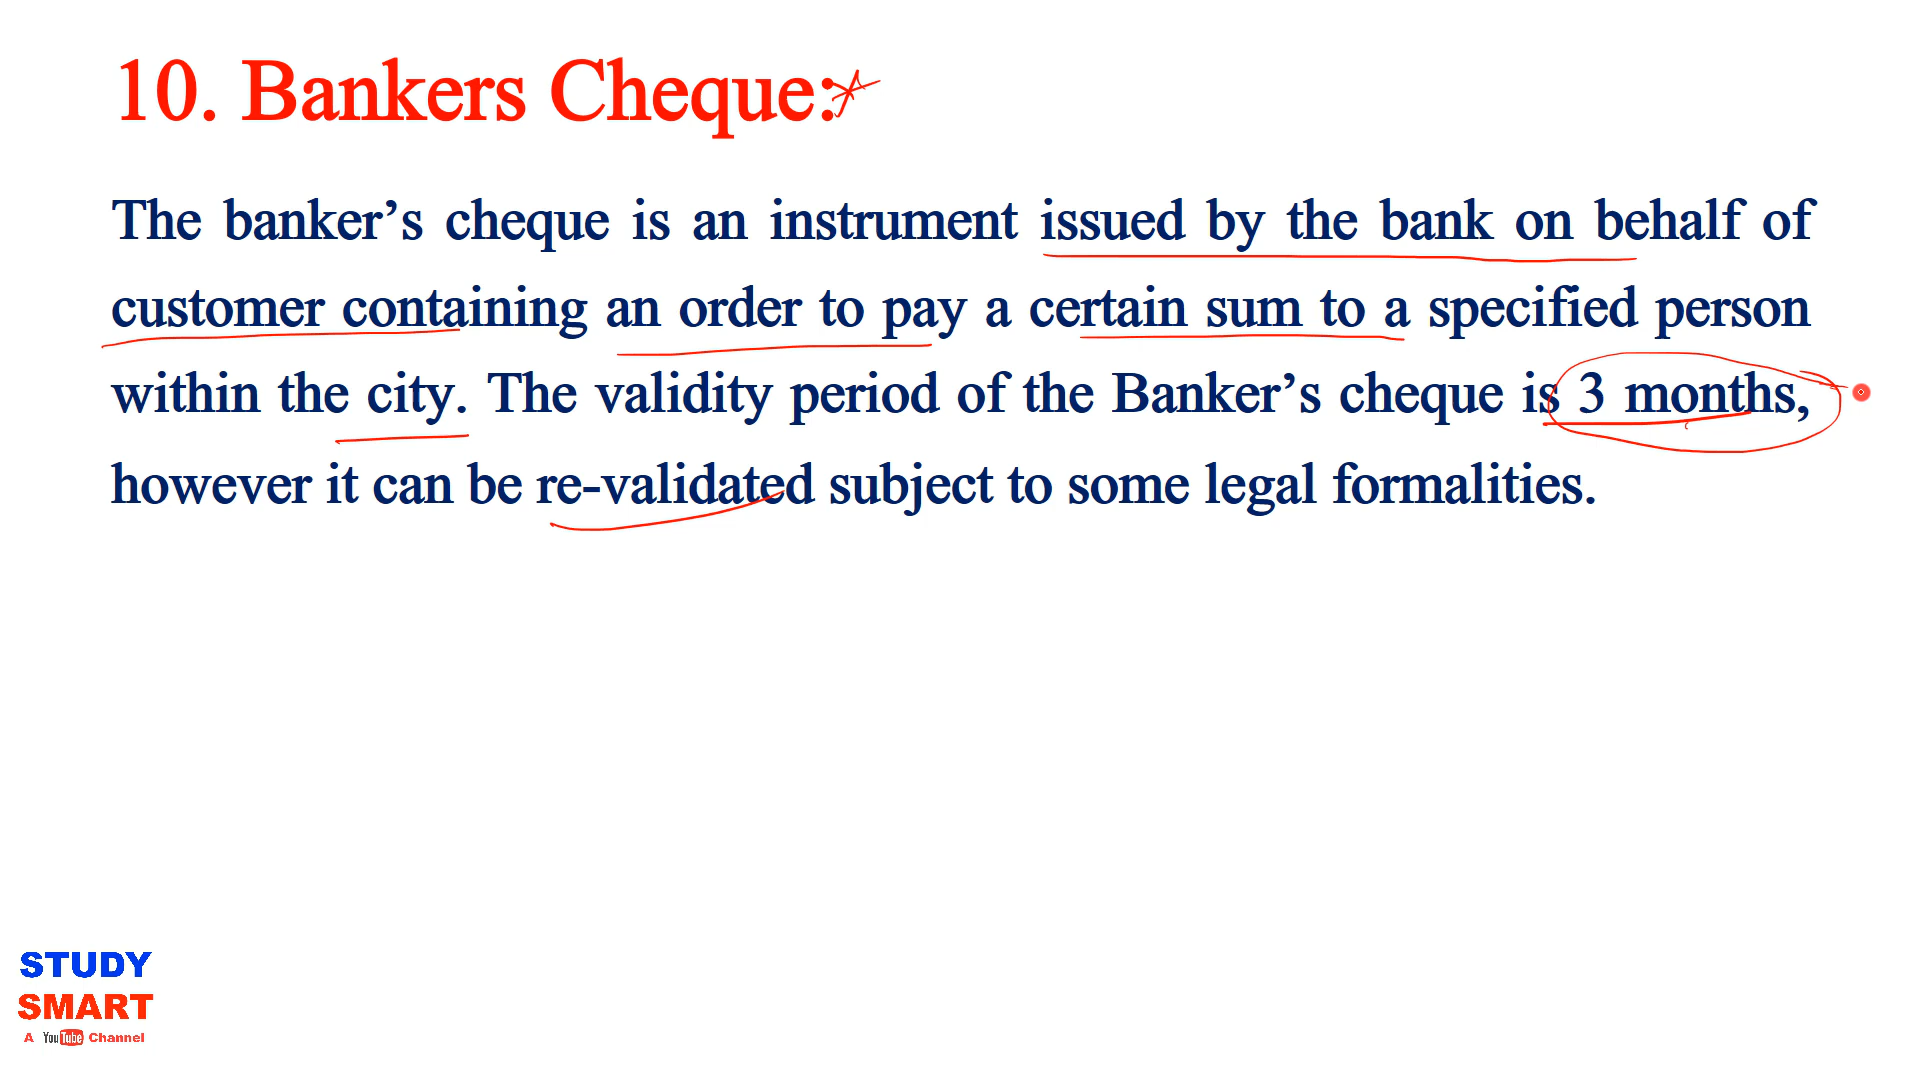 10. Bankers Cheque:
The banker’s cheque is an instrument issued by the bank on behalf of
customer containing an order to pay a certain sum to a specified person
within the city. The validity period of the Banker’s cheque is 3 months,
however it can be re-validated subject to some legal formalities.
STUDY
SMART
A YouTube Channel